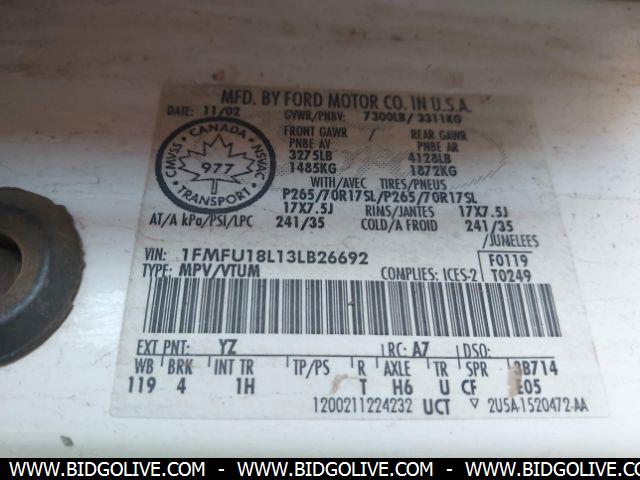 MFD. BY FORD MOTOR CO. IN U.S.A.
DATE: 11/02 GVWR/PNBV: 7300LB/ 3311KG
CANADA
CMVSS 977 NSVAC
TRANSPORT
FRONT GAWR / REAR GAWR
PNBE AV PNBE AR
3275LB 4128LB
1485KG 1872KG
WITH/AVEC TIRES/PNEUS
P265/70R17SL/P265/70R17SL
17X7.5J RIMS/JANTES 17X7.5J
AT/A kPa/PSI/LPC 241/35 COLD/A FROID 241/35
/JUMELEES
VIN: 1FMFU18L13LB26692 F0119
TYPE: MPV/VTUM COMPLIES: ICES-2 T0249
EXT PNT: YZ RC: A7 DSO:
WB BRK INT TR TP/PS R AXLE TR SPR 3B714
119 4 1H T H6 U CF E05
1200211224232 UCT ▽ 2U5A-1520472-AA
WWW.BIDGOLIVE.COM - WWW.BIDGOLIVE.COM - WWW.BIDGOLIVE.COM